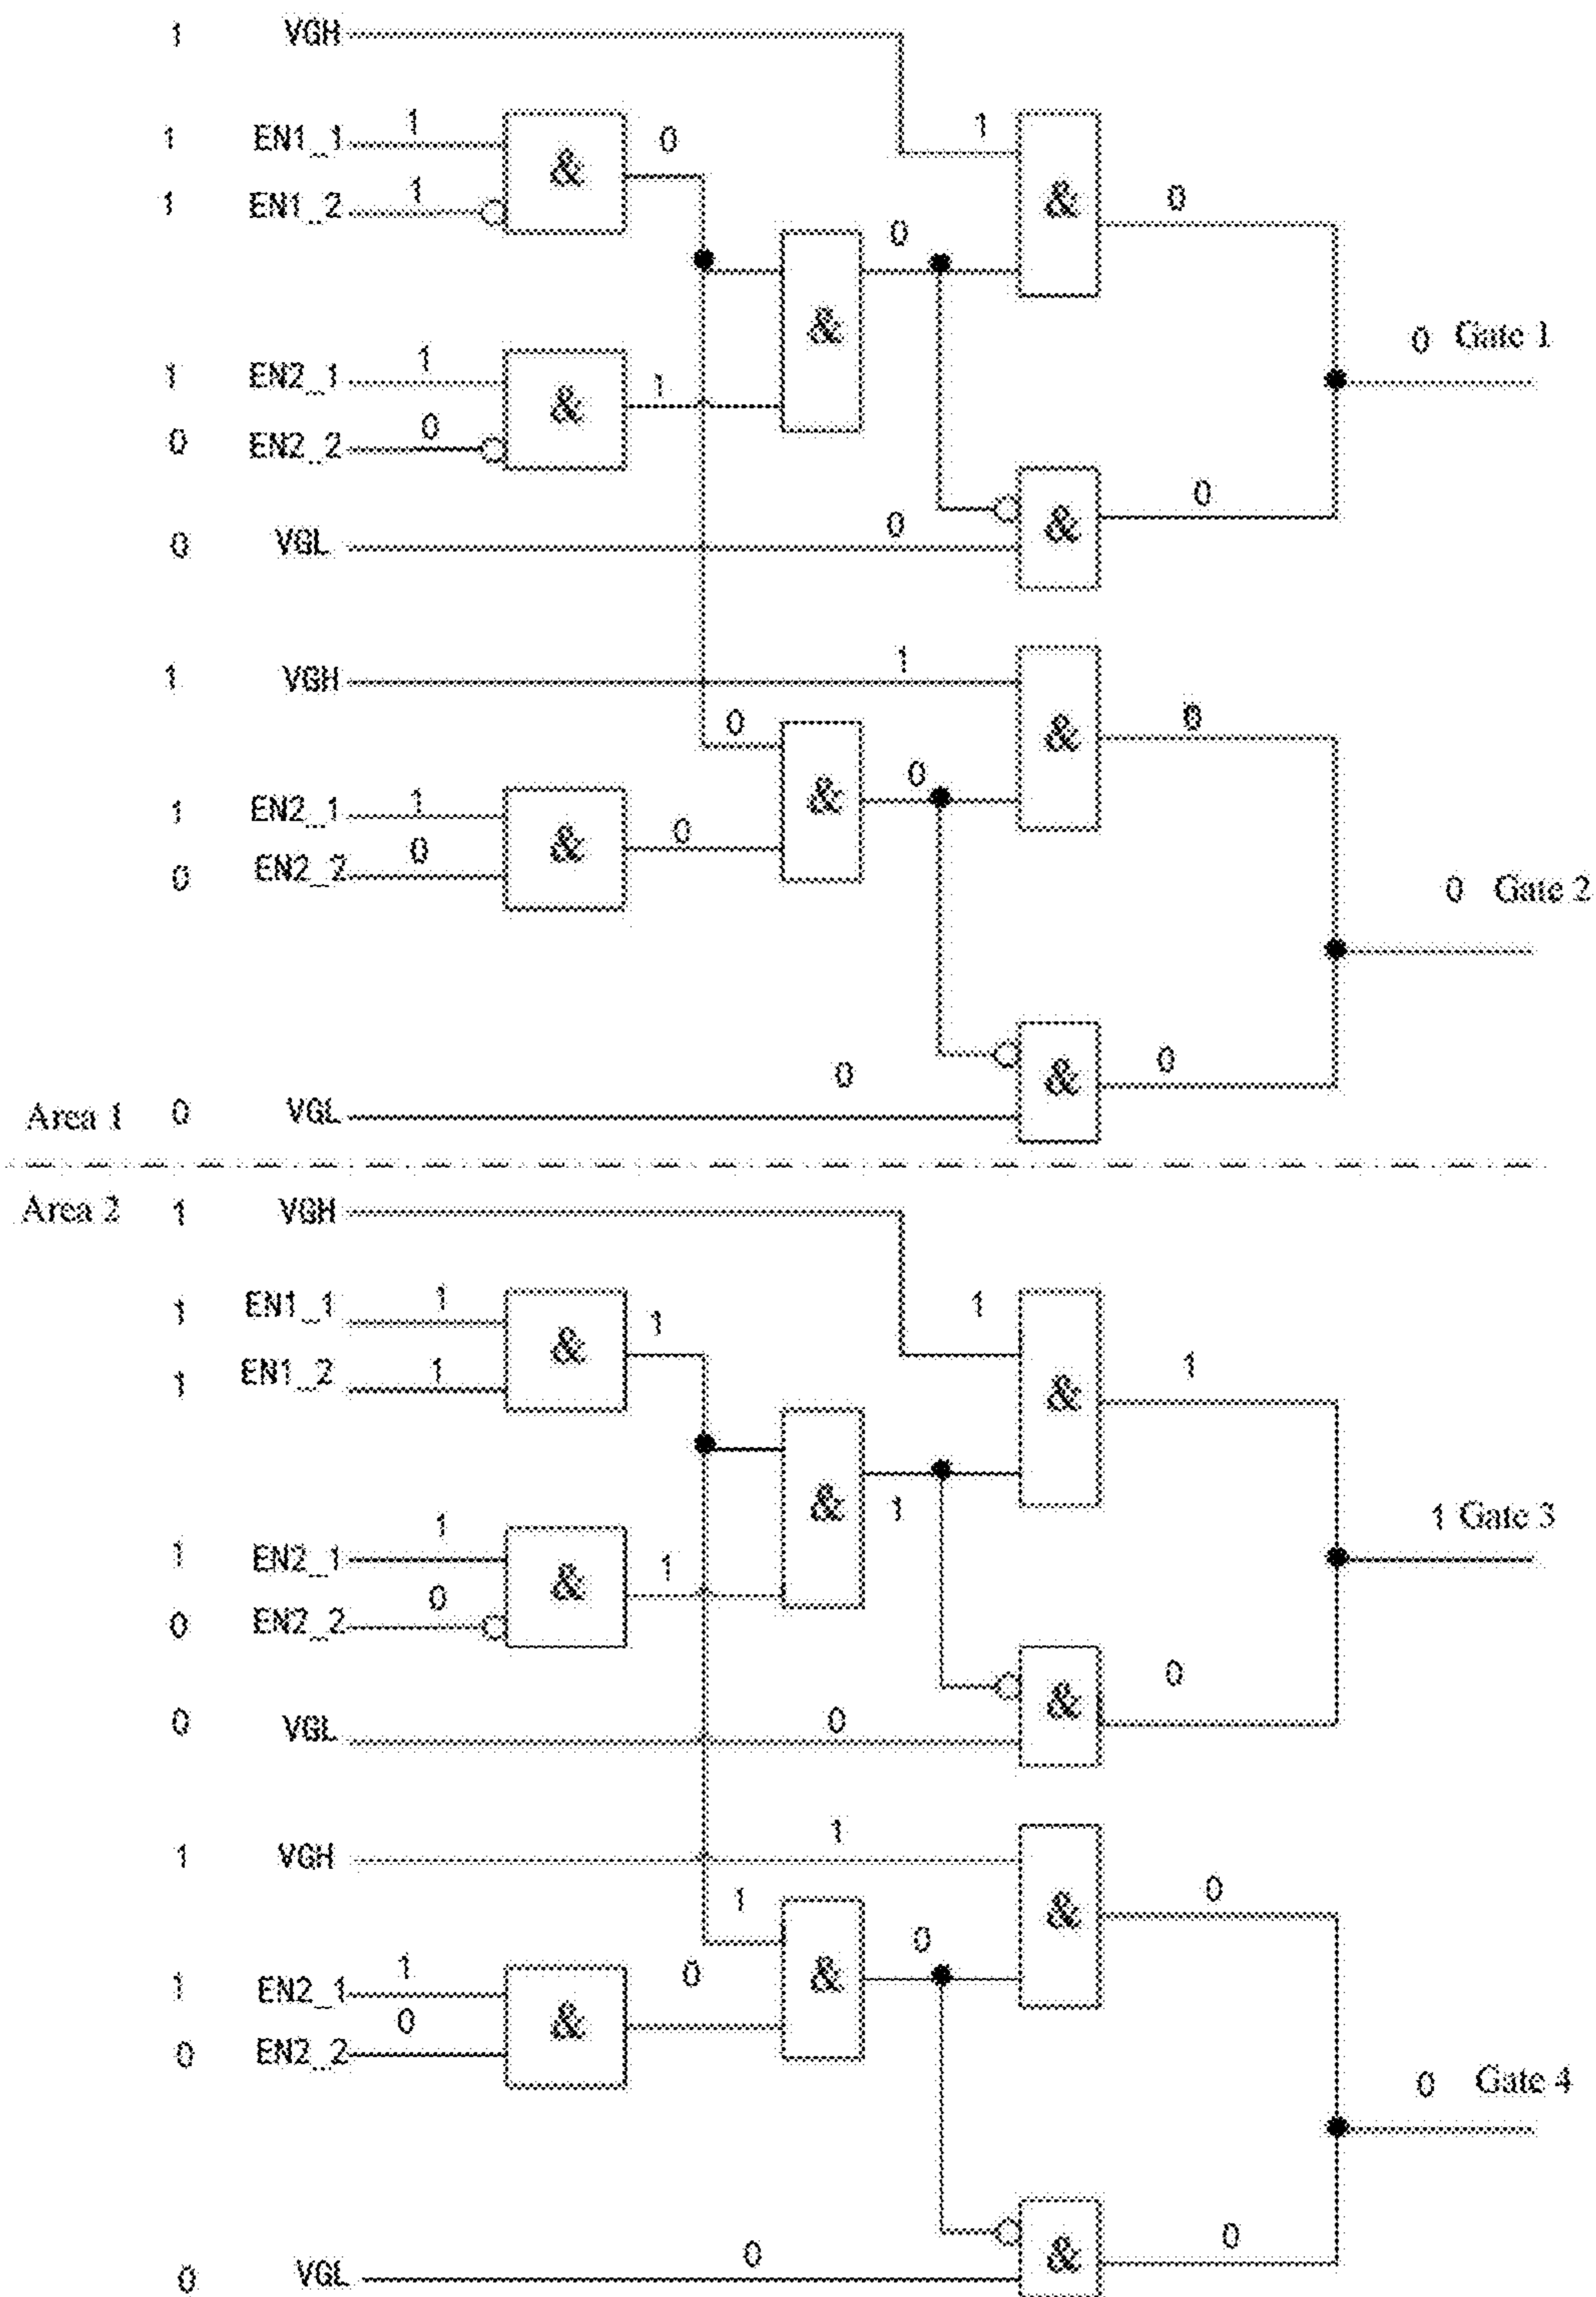 1 VGH
1 EN1_1 1 0 1
&
1 EN1_2 1
& 0
0
&
0 Gate 1
1 EN2_1 1 1
&
0 EN2_2 0
0
0 VGL 0 &
1 VGH 1
0 & 
0
1 EN2_1 1 &
0 EN2_2 0 & 0
0 Gate 2
0 & 0
Area 1 0 VGL
Area 2 1 VGH
1 EN1_1 1 1 1
&
1 EN1_2 1 & 1
& 1
1 Gate 3
1 EN2_1 1 1
&
0 EN2_2 0
& 0
0 VGL 0
1 VGH 1
& 0
1 0
1 EN2_1 1 0 &
&
0 EN2_2 0
0 Gate 4
& 0
0 VGL 0